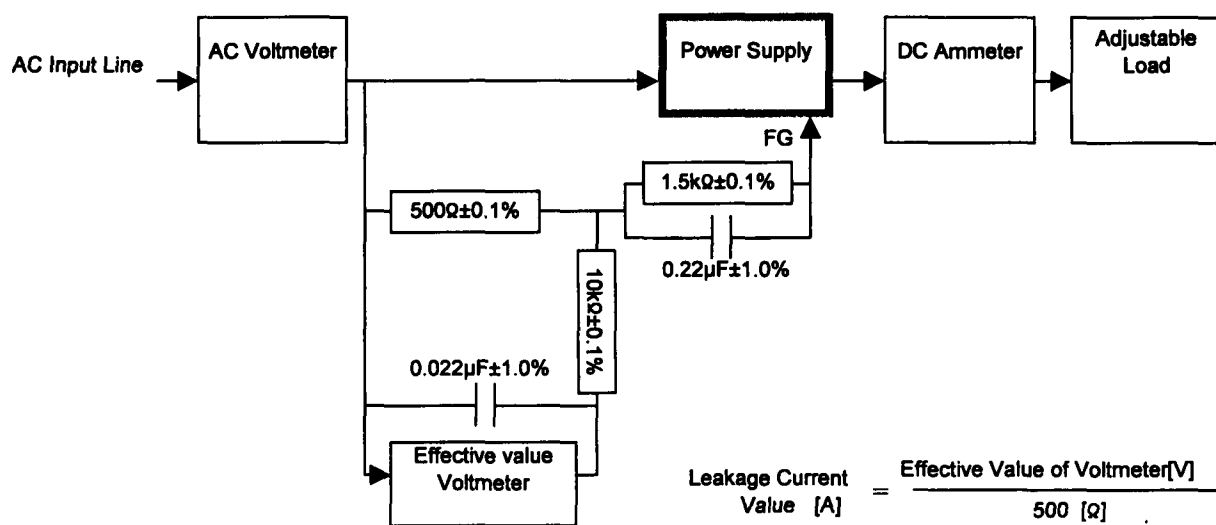 AC Input Line
AC Voltmeter
Power Supply
DC Ammeter
Adjustable
Load
FG
1.5kΩ±0.1%
500Ω±0.1%
0.22µF±1.0%
10kΩ±0.1%
0.022µF±1.0%
Effective value
Voltmeter
Leakage Current
Value [A]
=
Effective Value of Voltmeter[V]
500 [Ω]